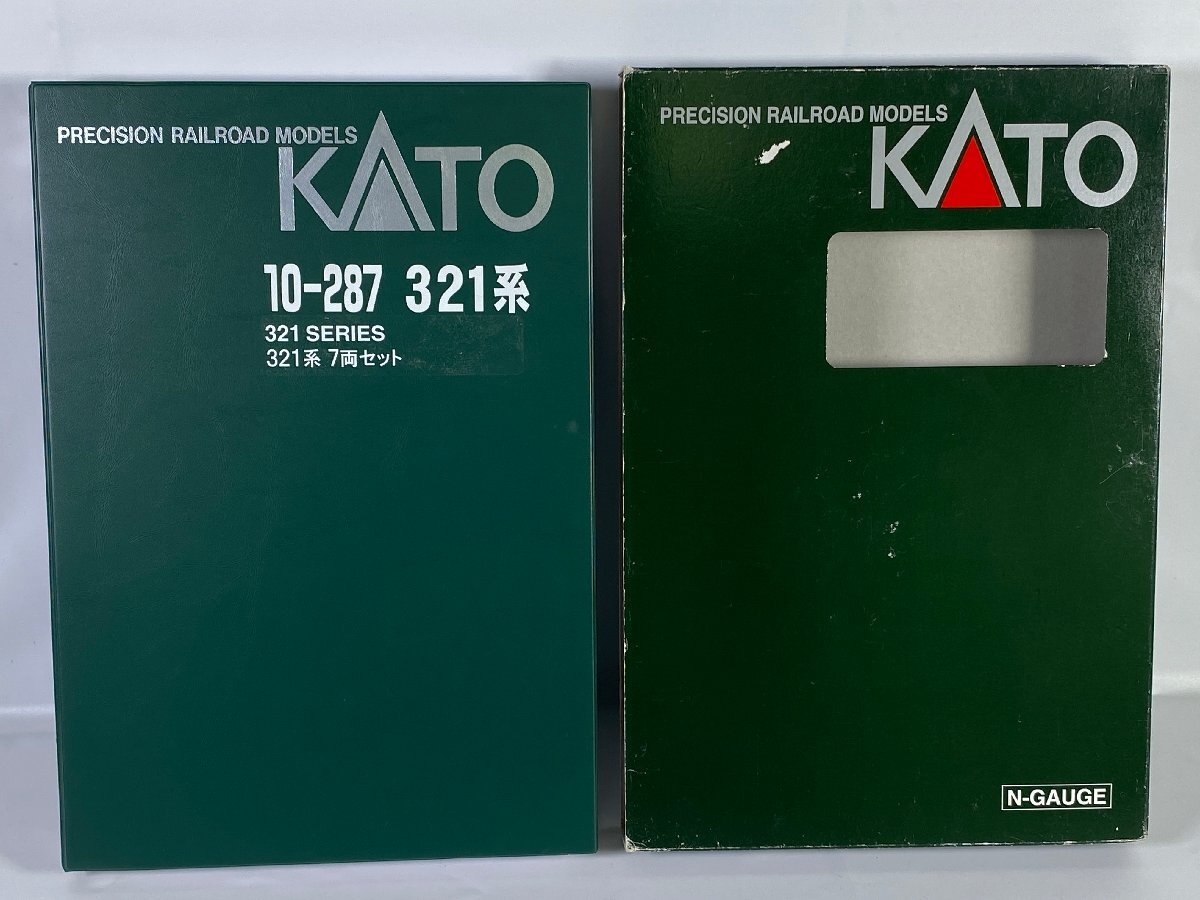 PRECISION RAILROAD MODELS
KATO
10-287 321系
321 SERIES
321系 7両セット
PRECISION RAILROAD MODELS
KATO
N-GAUGE